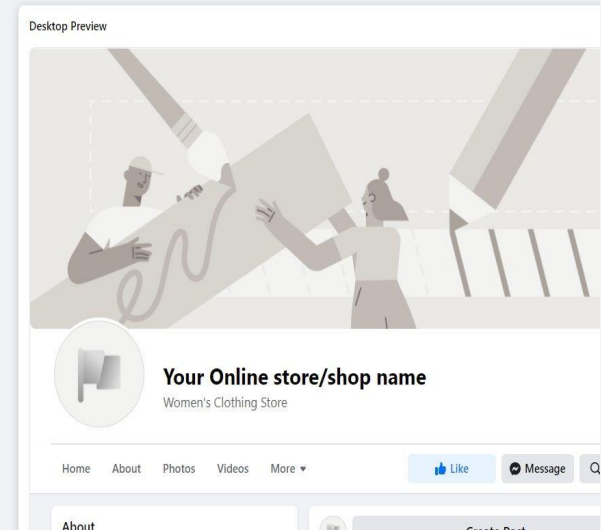 Desktop Preview
Your Online store/shop name
Women's Clothing Store
Home About Photos Videos More ▾ Like Message
About
Create Post